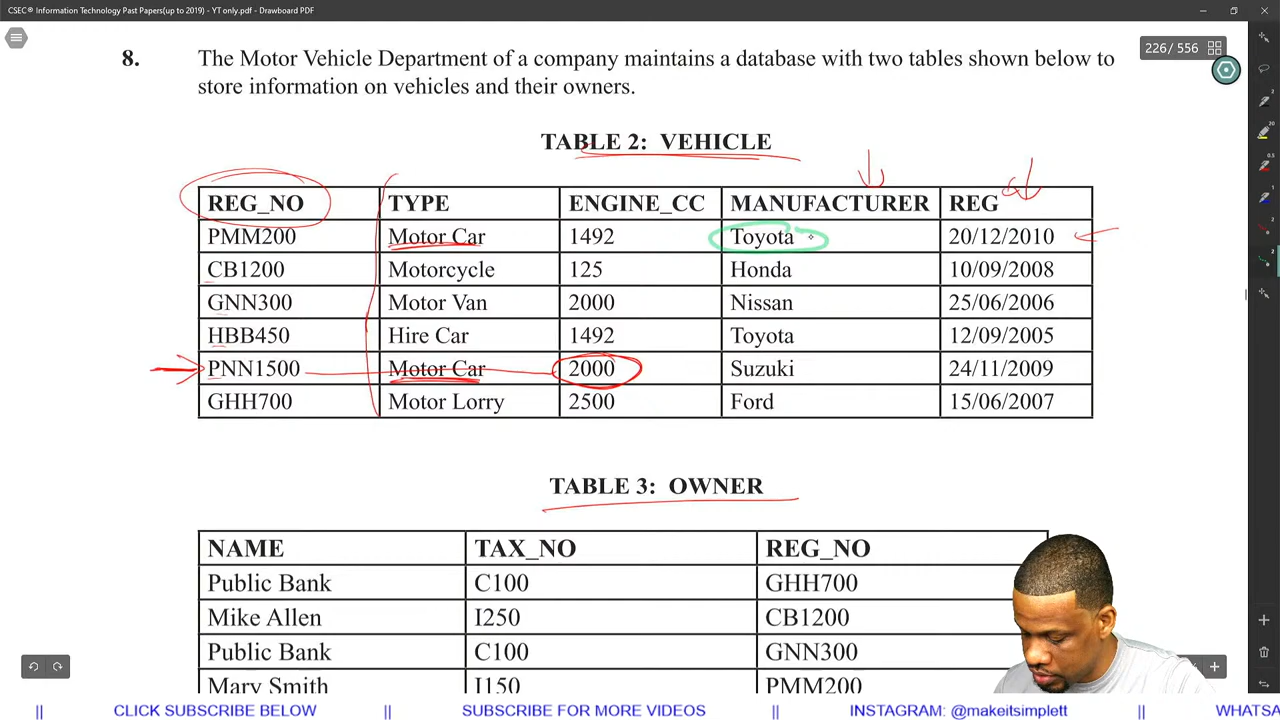 CSEC® Information Technology Past Papers(up to 2019) - YT only.pdf - Drawboard PDF
226 / 556
8. The Motor Vehicle Department of a company maintains a database with two tables shown below to
store information on vehicles and their owners.
TABLE 2: VEHICLE
REG_NO TYPE ENGINE_CC MANUFACTURER REG
PMM200 Motor Car 1492 Toyota 20/12/2010
CB1200 Motorcycle 125 Honda 10/09/2008
GNN300 Motor Van 2000 Nissan 25/06/2006
HBB450 Hire Car 1492 Toyota 12/09/2005
PNN1500 Motor Car 2000 Suzuki 24/11/2009
GHH700 Motor Lorry 2500 Ford 15/06/2007
TABLE 3: OWNER
NAME TAX_NO REG_NO
Public Bank C100 GHH700
Mike Allen I250 CB1200
Public Bank C100 GNN300
Mary Smith I150 PMM200
|| CLICK SUBSCRIBE BELOW || SUBSCRIBE FOR MORE VIDEOS || INSTAGRAM: @makeitsimplett || WHATSA